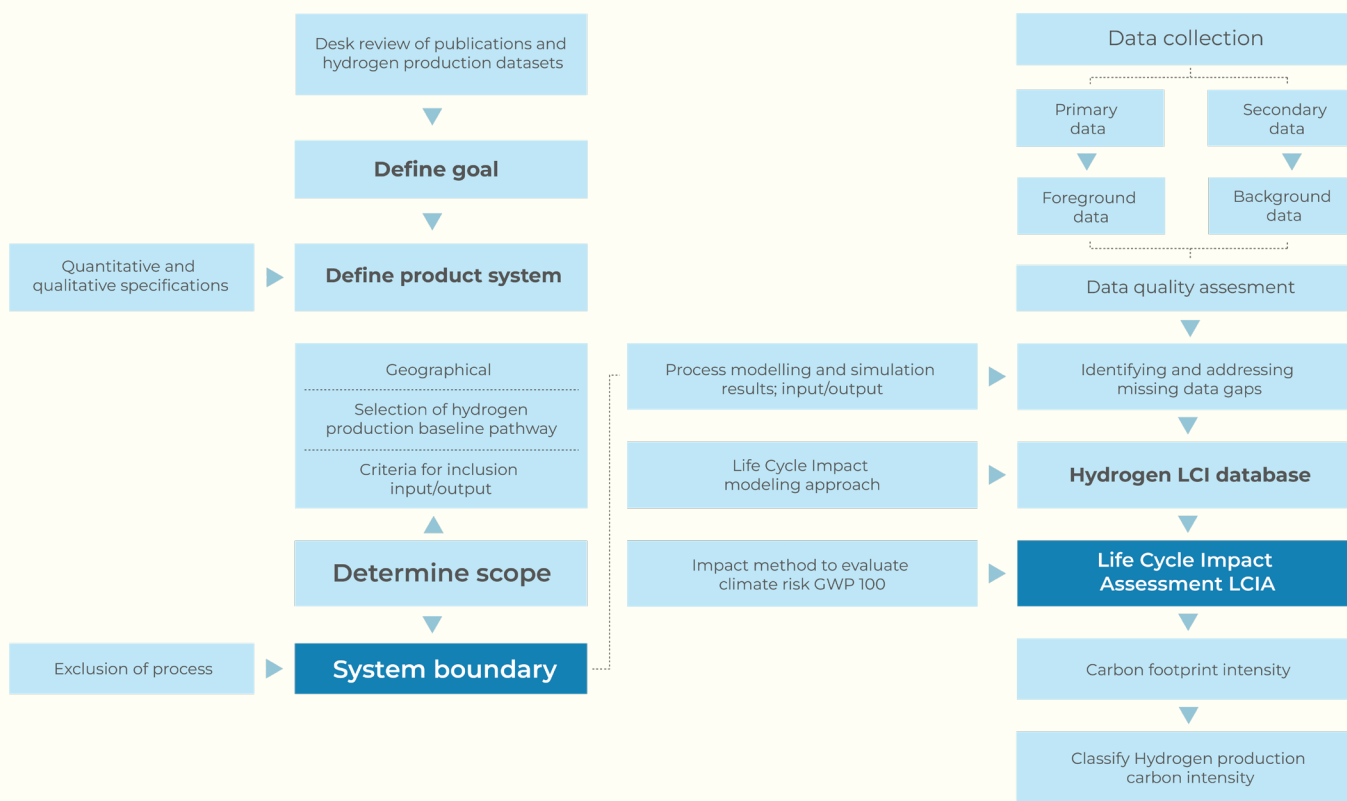 Desk review of publications and
hydrogen production datasets
Define goal
Quantitative and
qualitative specifications
Define product system
Geographical
Selection of hydrogen
production baseline pathway
Criteria for inclusion
input/output
Determine scope
Exclusion of process
System boundary
Process modelling and simulation
results; input/output
Life Cycle Impact
modeling approach
Impact method to evaluate
climate risk GWP 100
Data collection
Primary
data
Secondary
data
Foreground
data
Background
data
Data quality assesment
Identifying and addressing
missing data gaps
Hydrogen LCI database
Life Cycle Impact
Assessment LCIA
Carbon footprint intensity
Classify Hydrogen production
carbon intensity